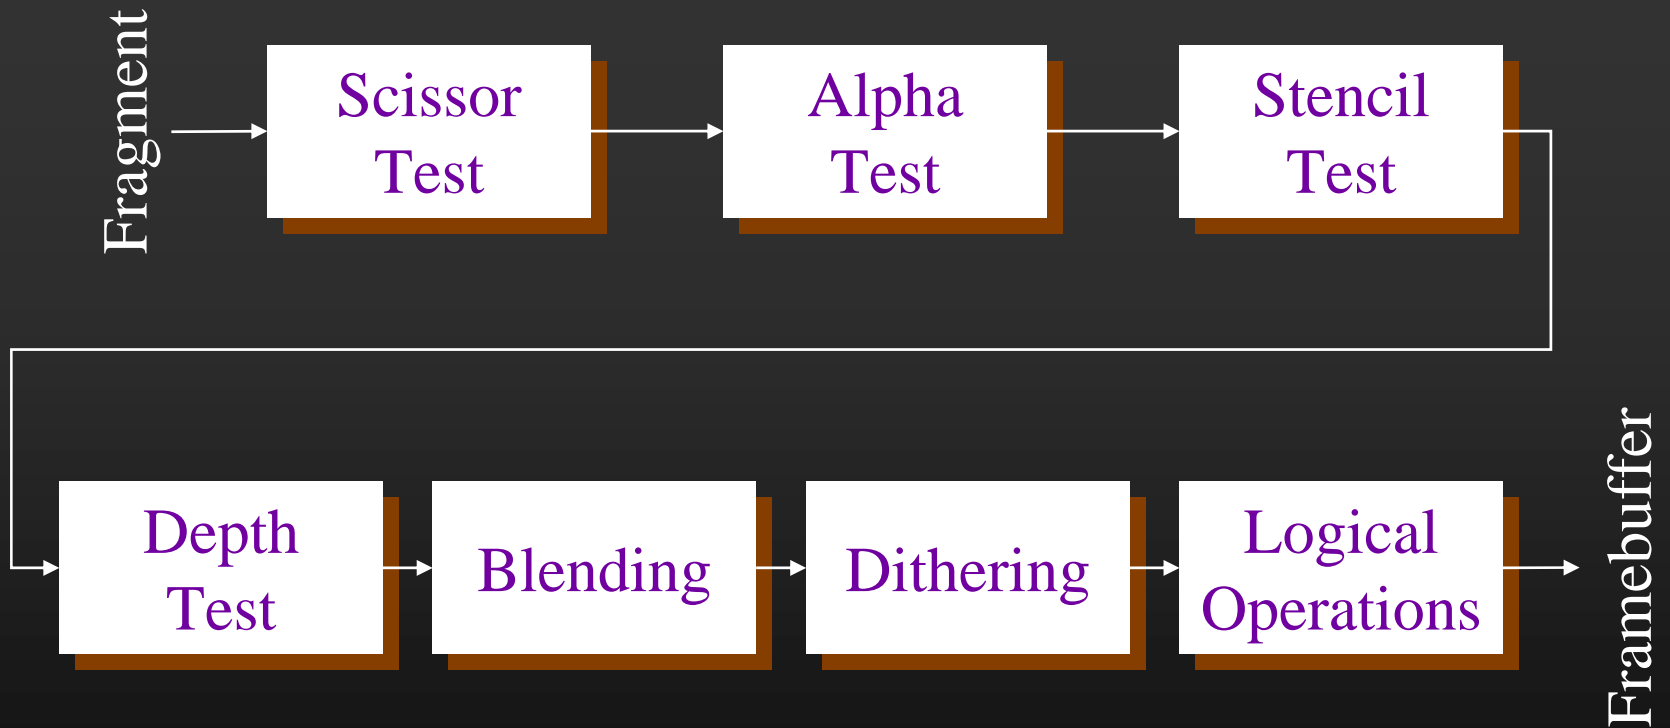 Fragment
Scissor
Test
Alpha
Test
Stencil
Test
Depth
Test
Blending
Dithering
Logical
Operations
Framebuffer